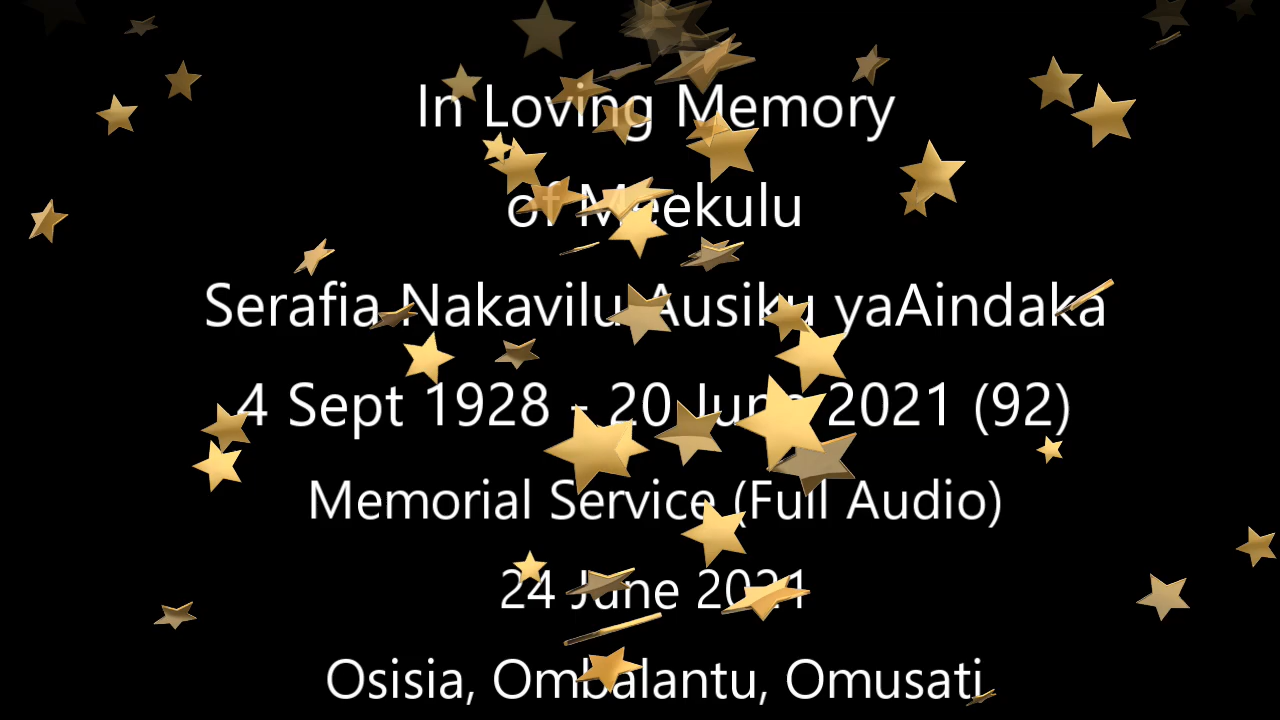 In Loving Memory
of Meekulu
Serafia Nakavilu Ausiku yaAindaka
4 Sept 1928 - 20 June 2021 (92)
Memorial Service (Full Audio)
24 June 2021
Osisia, Ombalantu, Omusati